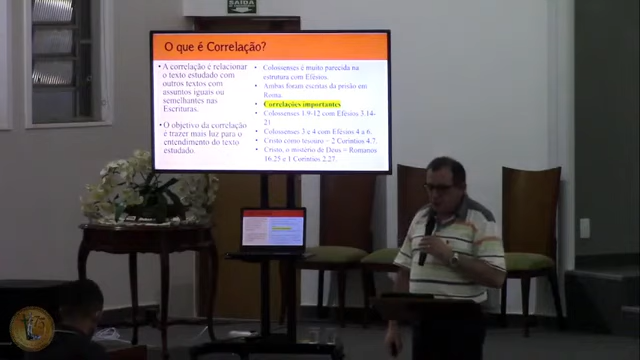 SAÍDA
O que é Correlação?
• A correlação é relacionar
o texto estudado com
outros textos com
assuntos iguais ou
semelhantes nas
Escrituras.
• O objetivo da correlação
é trazer mais luz para o
entendimento do texto
estudado.
• Colossenses é muito parecida na
estrutura com Efésios.
• Ambas foram escritas da prisão em
Roma.
• Correlações importantes
• Colossenses 1.9-12 com Efésios 3.14-
21
• Colossenses 3 e 4 com Efésios 4 a 6.
• Cristo como tesouro – 2 Coríntios 4.7.
• Cristo, o mistério de Deus – Romanos
16.25 e 1 Coríntios 2.27.